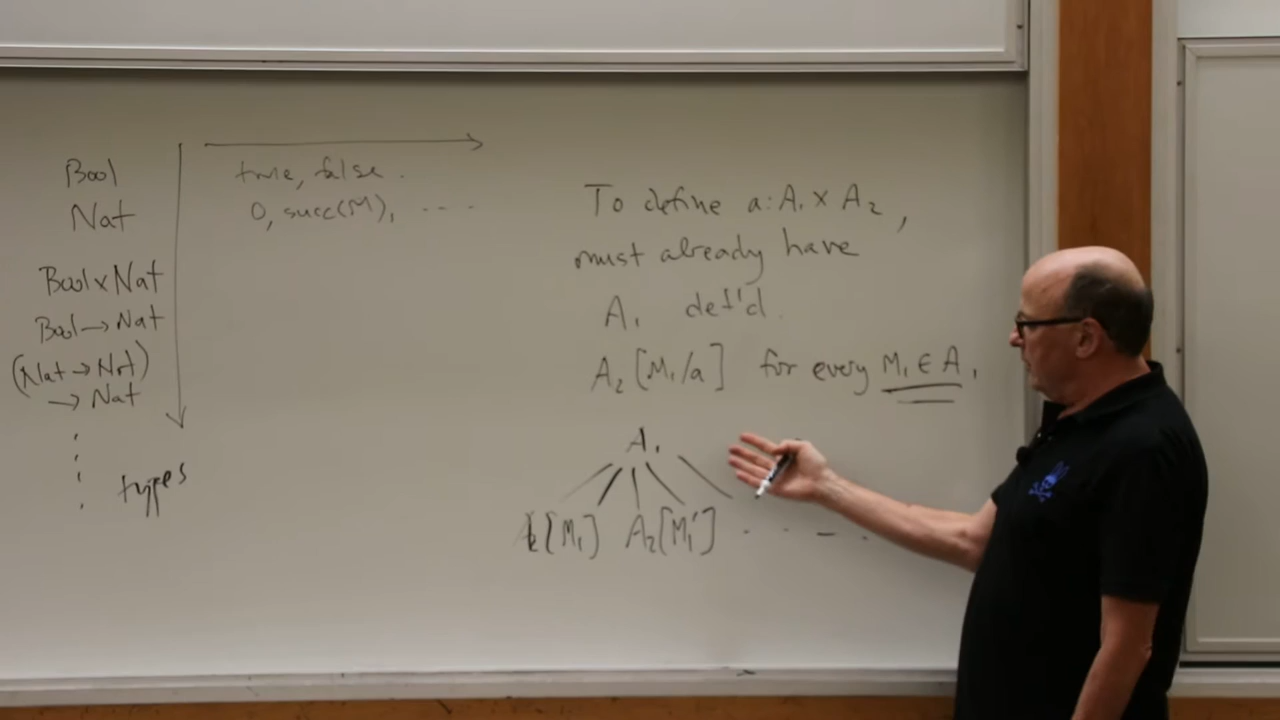 Bool
true, false.
Nat
0, succ(M), ....
Bool×Nat
Bool→Nat
(Nat→Nat)
→ Nat
types
To define a:A₁×A₂,
must already have
A₁ def'd.
A₂[M₁/a] for every M₁∈A₁
A₁
A₂[M₁] A₂[M₁'] . . – .